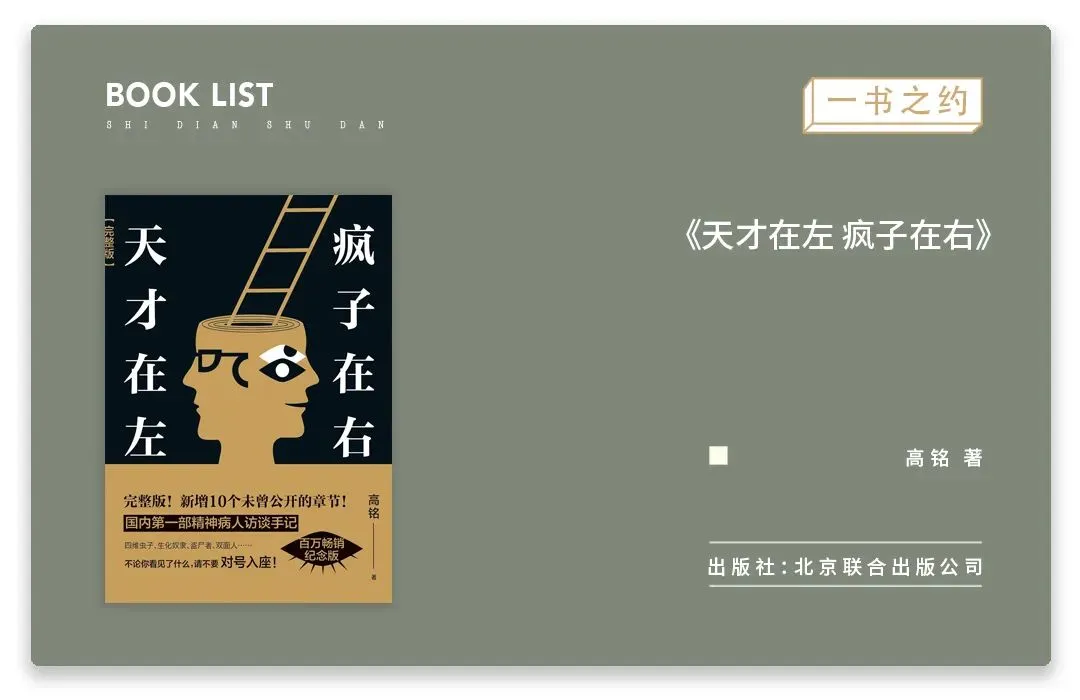 BOOK LIST
SHI DIAN SHU DAN
一书之约
《天才在左 疯子在右》
高铭 著
出版社:北京联合出版公司
【完整版】
天才在左
疯子在右
完整版！新增10个未曾公开的章节！
国内第一部精神病人访谈手记
四维虫子、生化奴隶、盗尸者、双面人……
不论你看见了什么,请不要 对号入座！
百万畅销
纪念版
高铭
著